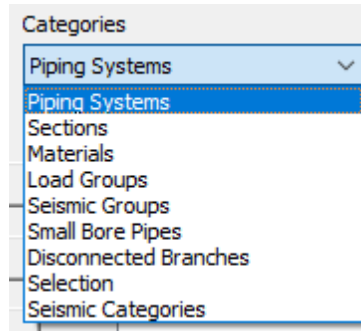 Categories
Piping Systems
Piping Systems
Sections
Materials
Load Groups
Seismic Groups
Small Bore Pipes
Disconnected Branches
Selection
Seismic Categories